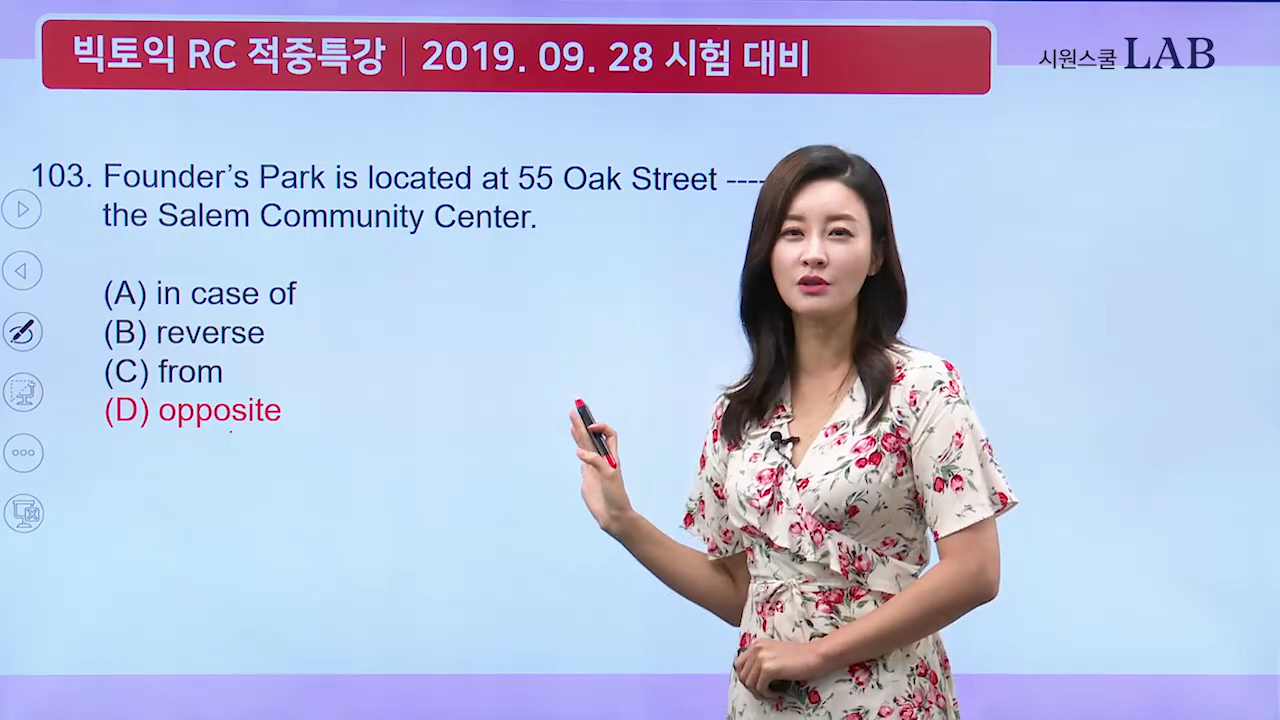 빅토익 RC 적중특강 | 2019. 09. 28 시험 대비
시원스쿨 LAB
103. Founder's Park is located at 55 Oak Street ----
the Salem Community Center.
(A) in case of
(B) reverse
(C) from
(D) opposite